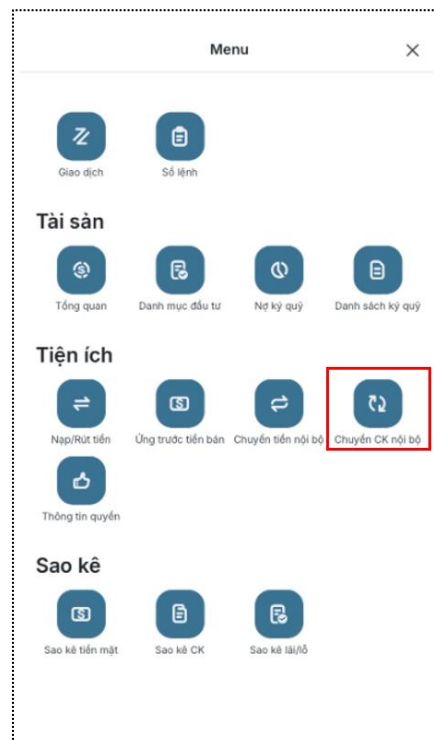 Menu
Giao dịch Sổ lệnh
Tài sản
Tổng quan Danh mục đầu tư Nợ ký quỹ Danh sách ký quỹ
Tiện ích
Nạp/Rút tiền Ứng trước tiền bán Chuyển tiền nội bộ Chuyển CK nội bộ
Thông tin quyền
Sao kê
Sao kê tiền mặt Sao kê CK Sao kê lãi/lỗ